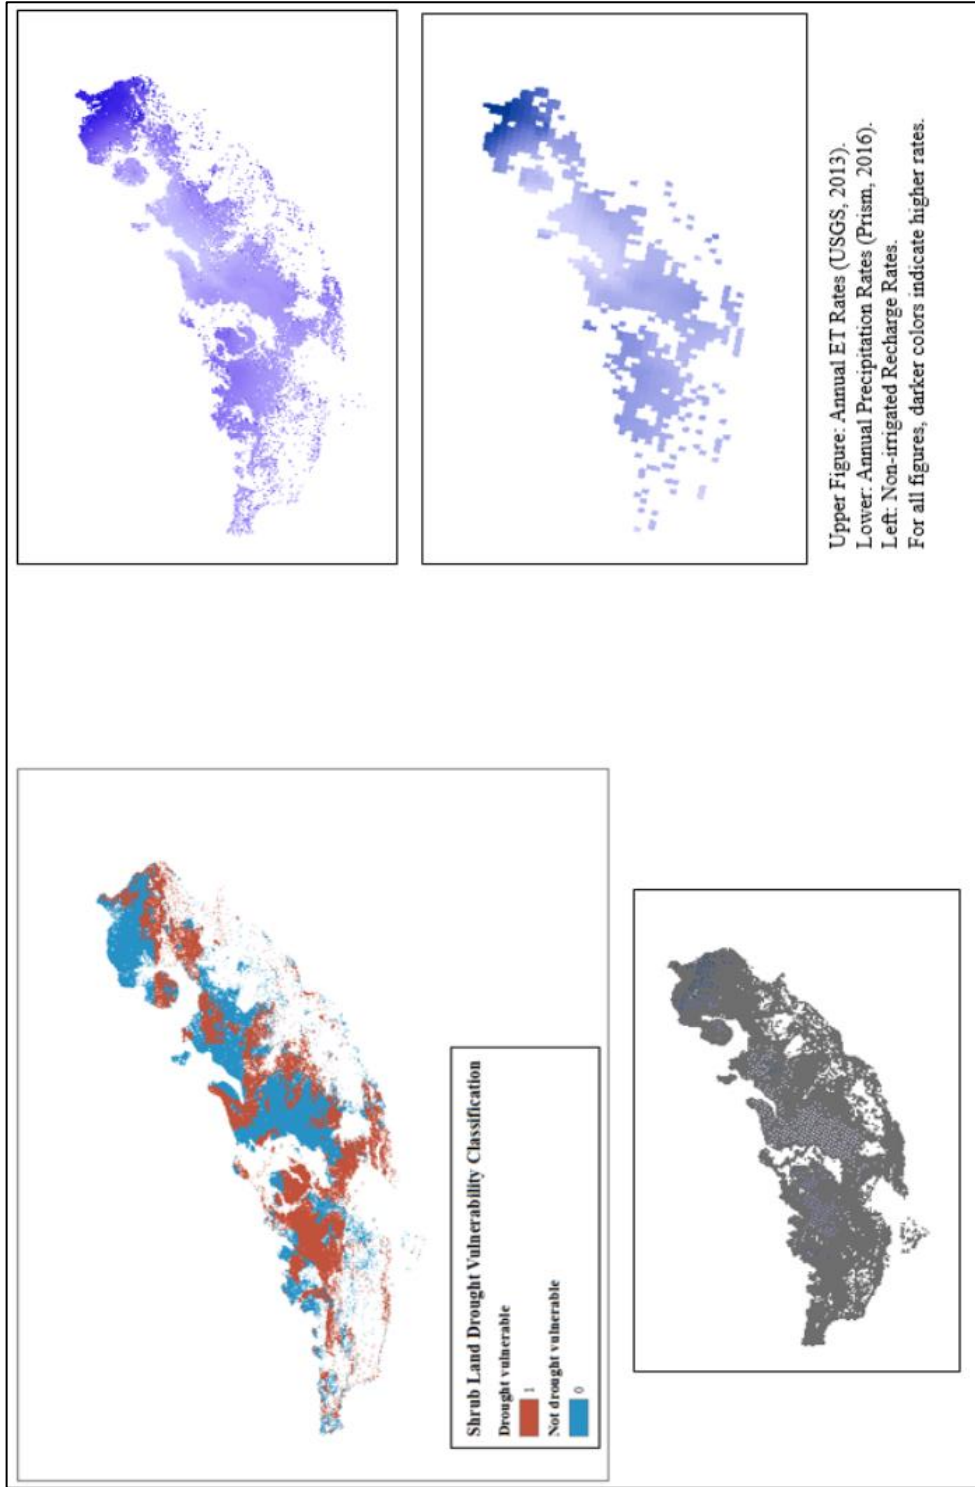 Shrub Land Drought Vulnerability Classification
Drought vulnerable
1
Not drought vulnerable
0
Upper Figure: Annual ET Rates (USGS, 2013).
Lower: Annual Precipitation Rates (Prism, 2016).
Left: Non-irrigated Recharge Rates.
For all figures, darker colors indicate higher rates.